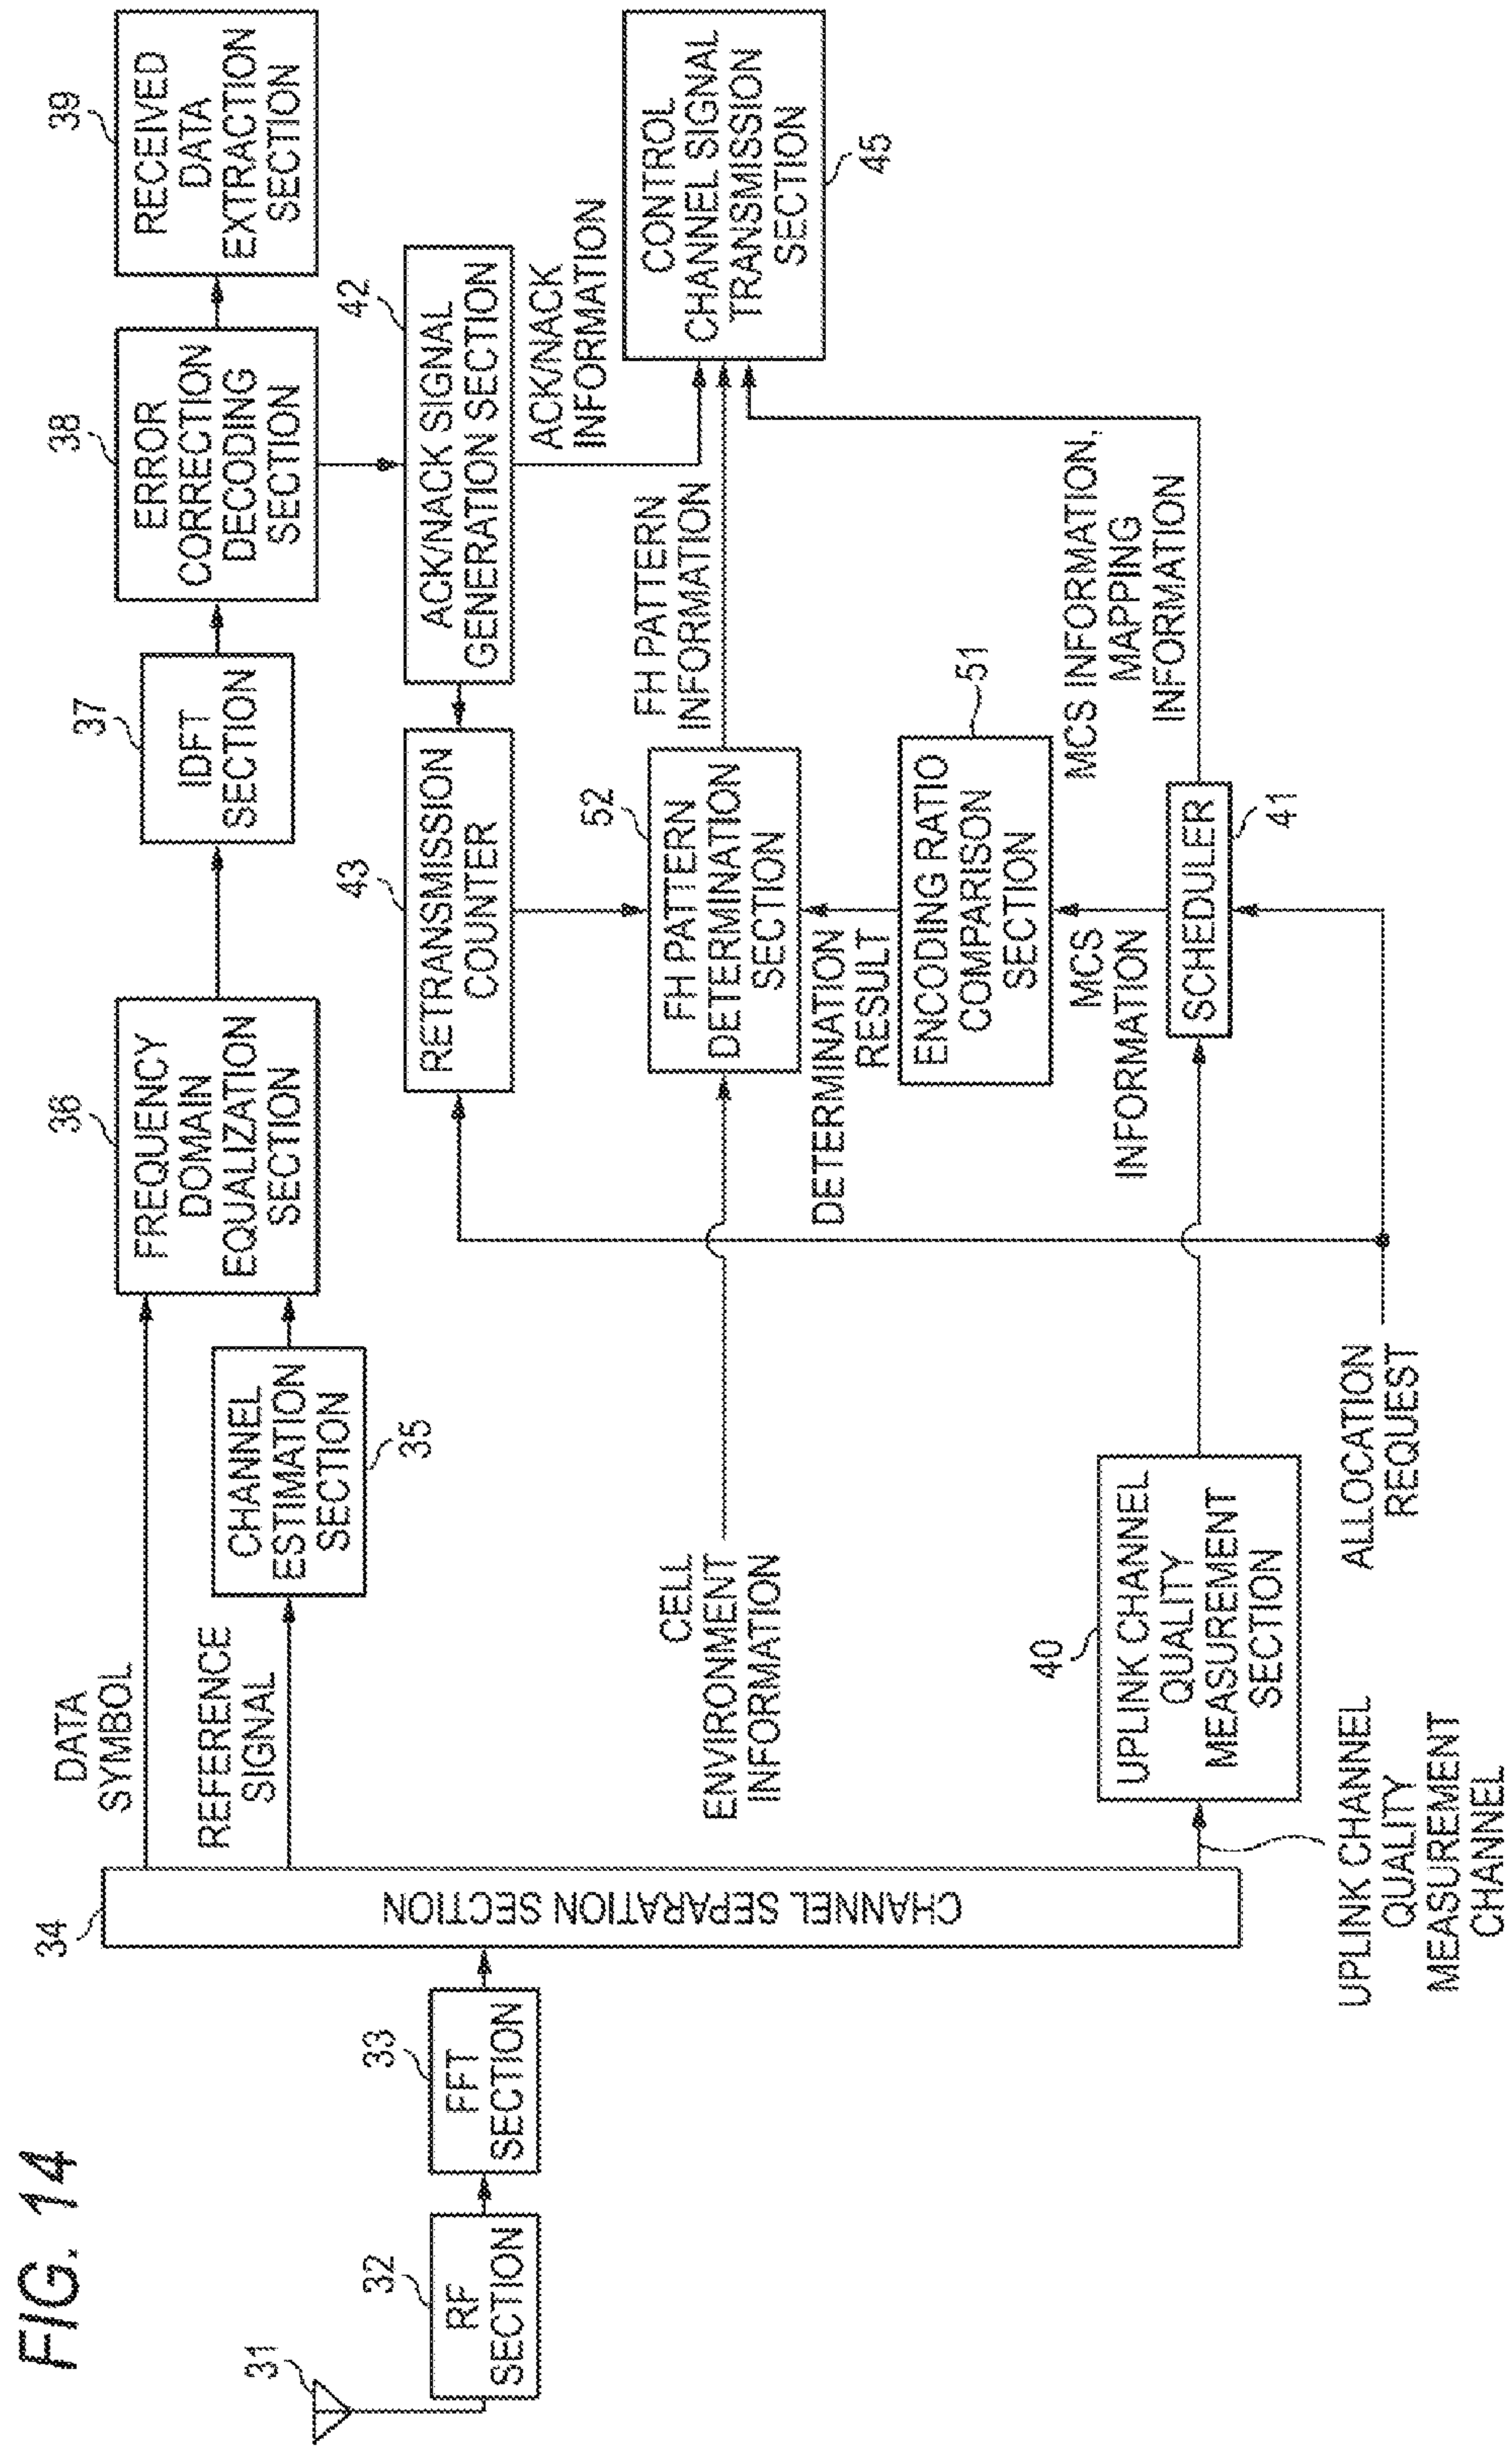 FIG. 14
31
32
RF
SECTION
33
FFT
SECTION
34
CHANNEL SEPARATION SECTION
DATA
SYMBOL
REFERENCE
SIGNAL
CHANNEL
ESTIMATION
SECTION
35
36
FREQUENCY
DOMAIN
EQUALIZATION
SECTION
37
IDFT
SECTION
38
ERROR
CORRECTION
DECODING
SECTION
39
RECEIVED
DATA
EXTRACTION
SECTION
42
ACK/NACK SIGNAL
GENERATION SECTION
43
RETRANSMISSION
COUNTER
ACK/NACK
INFORMATION
CELL
ENVIRONMENT
INFORMATION
52
FH PATTERN
DETERMINATION
SECTION
FH PATTERN
INFORMATION
CONTROL
CHANNEL SIGNAL
TRANSMISSION
SECTION
45
DETERMINATION
RESULT
ENCODING RATIO
COMPARISON
SECTION
51
MCS
INFORMATION
MCS INFORMATION,
MAPPING
INFORMATION
40
UPLINK CHANNEL
QUALITY
MEASUREMENT
SECTION
SCHEDULER
41
UPLINK CHANNEL
QUALITY
MEASUREMENT
CHANNEL
ALLOCATION
REQUEST